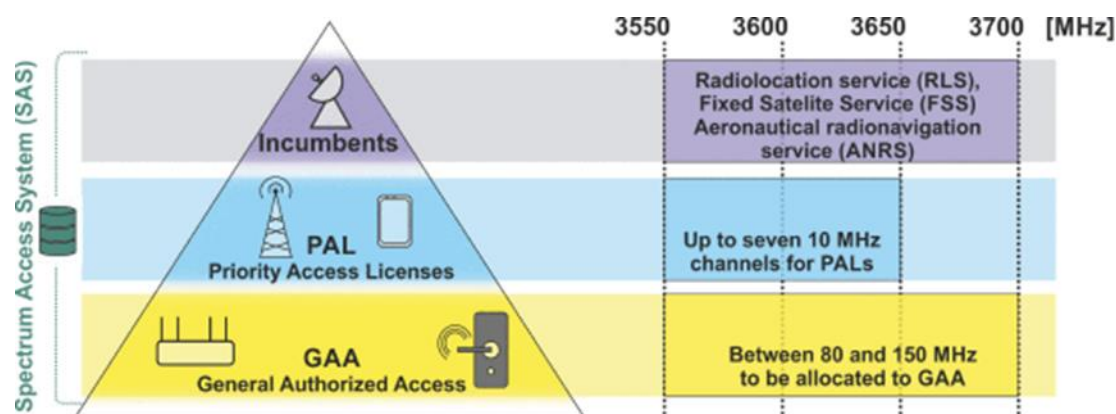 3550 3600 3650 3700 [MHz]
Spectrum Access System (SAS)
Incumbents
Radiolocation service (RLS),
Fixed Satelite Service (FSS)
Aeronautical radionavigation
service (ANRS)
PAL
Priority Access Licenses
Up to seven 10 MHz
channels for PALs
GAA
General Authorized Access
Between 80 and 150 MHz
to be allocated to GAA